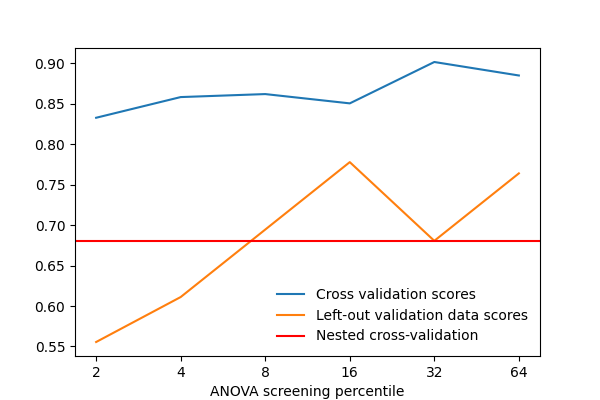 0.90
0.85
0.80
0.75
0.70
0.65
0.60
0.55
Cross validation scores
Left-out validation data scores
Nested cross-validation
2 4 8 16 32 64
ANOVA screening percentile